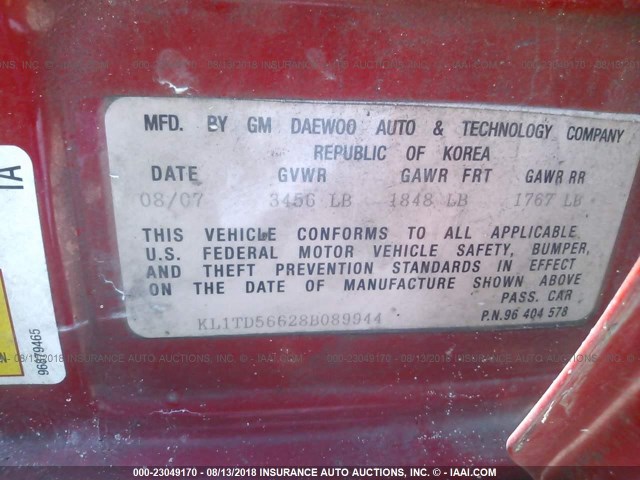 MFD. BY GM DAEWOO AUTO & TECHNOLOGY COMPANY
REPUBLIC OF KOREA
DATE GVWR GAWR FRT GAWR RR
08/07 3456 LB 1848 LB 1767 LB
THIS VEHICLE CONFORMS TO ALL APPLICABLE
U.S. FEDERAL MOTOR VEHICLE SAFETY, BUMPER,
AND THEFT PREVENTION STANDARDS IN EFFECT
ON THE DATE OF MANUFACTURE SHOWN ABOVE
PASS. CAR
KL1TD56628B089944 P.N.96 404 578
IA
96879465
000-23049170 - 08/13/2018 INSURANCE AUTO AUCTIONS, INC. - © IAAI.COM